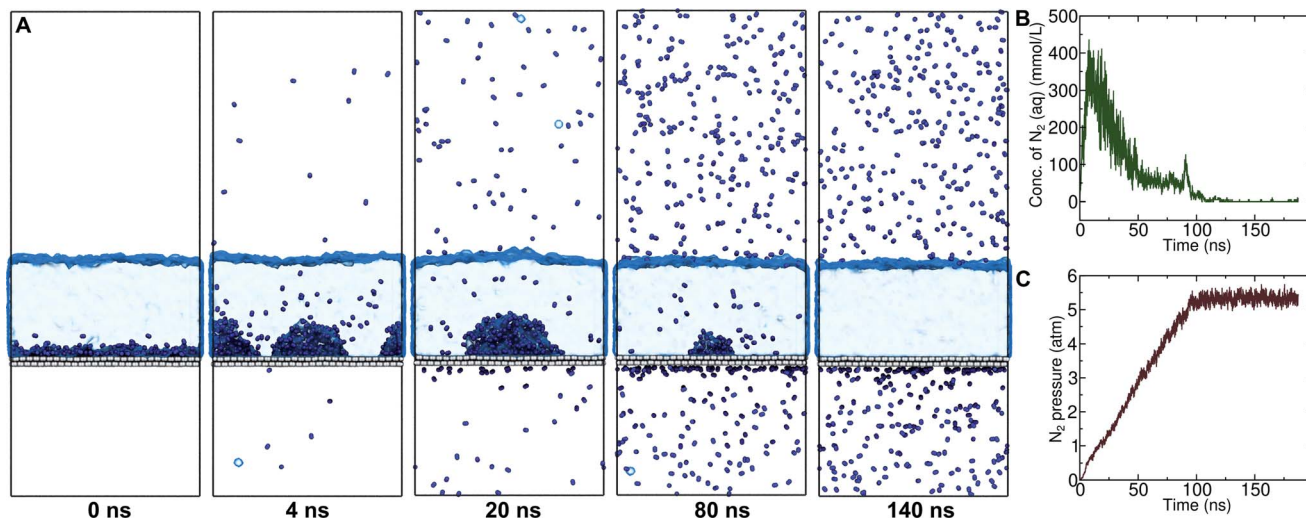 A
0 ns
4 ns
20 ns
80 ns
140 ns
B
Conc. of N₂ (aq) (mmol/L)
500
400
300
200
100
0
0 50 100 150
Time (ns)
C
N₂ pressure (atm)
6
5
4
3
2
1
0
0 50 100 150
Time (ns)